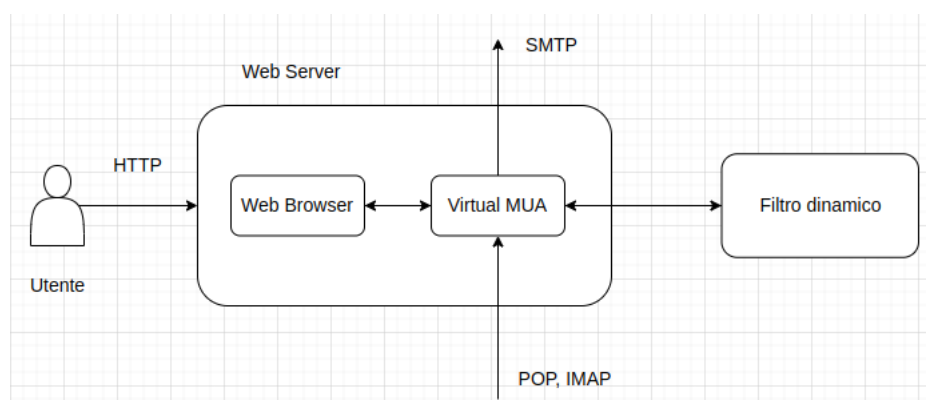 SMTP
Web Server
HTTP
Web Browser
Virtual MUA
Filtro dinamico
Utente
POP, IMAP